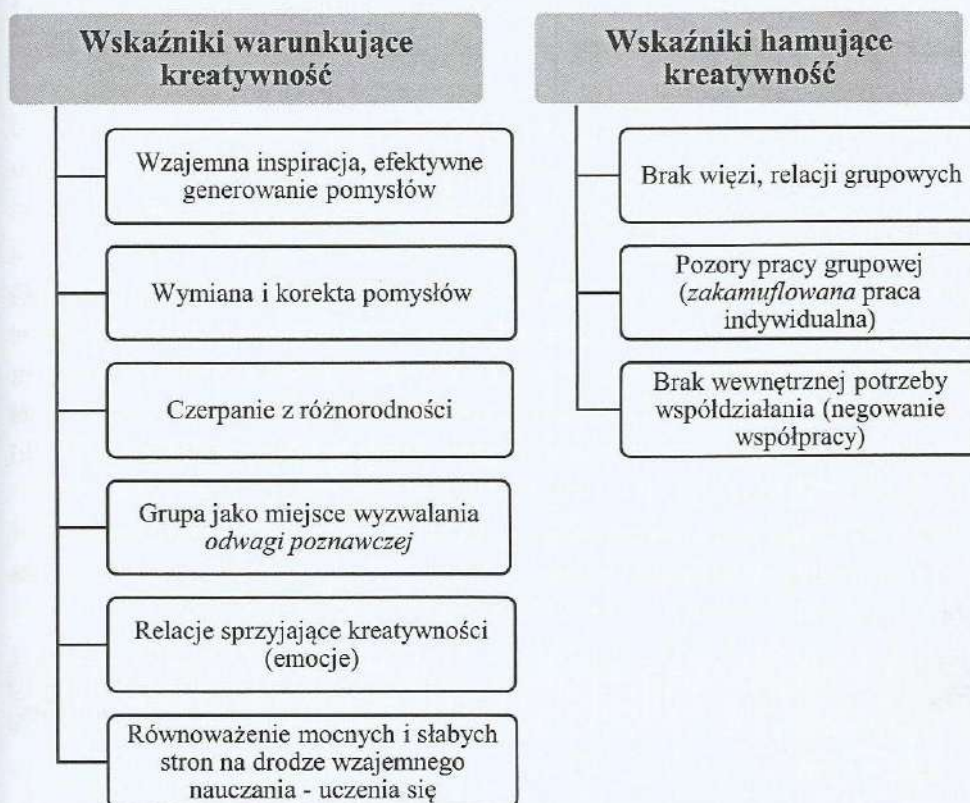 Wskaźniki warunkujące
kreatywność
Wzajemna inspiracja, efektywne
generowanie pomysłów
Wymiana i korekta pomysłów
Czerpanie z różnorodności
Grupa jako miejsce wyzwalania
odwagi poznawczej
Relacje sprzyjające kreatywności
(emocje)
Równoważenie mocnych i słabych
stron na drodze wzajemnego
nauczania - uczenia się
Wskaźniki hamujące
kreatywność
Brak więzi, relacji grupowych
Pozory pracy grupowej
(zakamuflowana praca
indywidualna)
Brak wewnętrznej potrzeby
współdziałania (negowanie
współpracy)